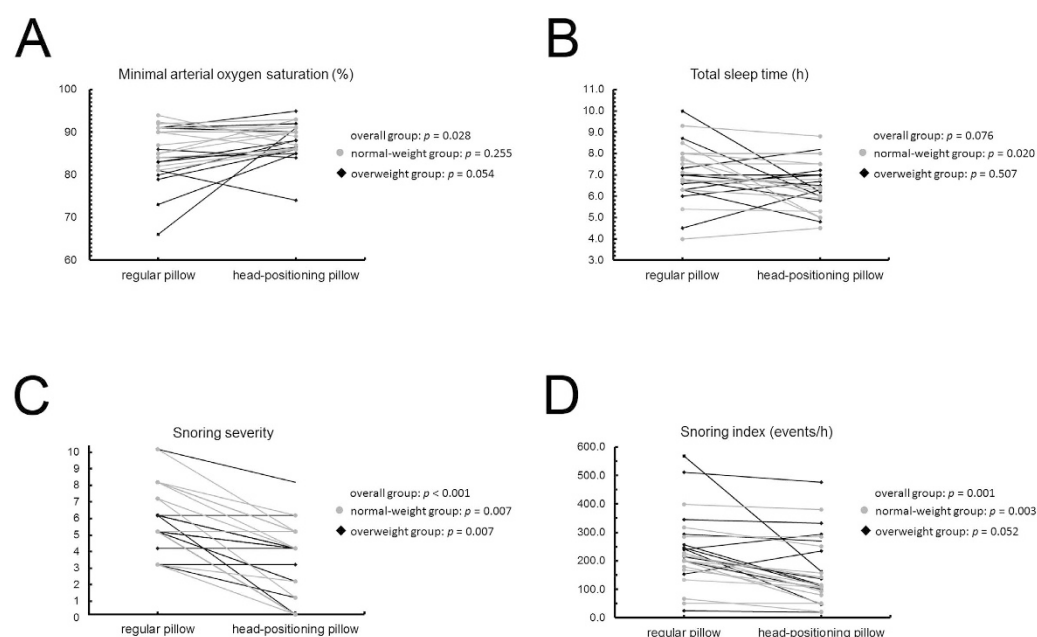 A
Minimal arterial oxygen saturation (%)
100
90
80
70
60
regular pillow
head-positioning pillow
overall group: p = 0.028
normal-weight group: p = 0.255
overweight group: p = 0.054
B
Total sleep time (h)
11.0
10.0
9.0
8.0
7.0
6.0
5.0
4.0
3.0
regular pillow
head-positioning pillow
overall group: p = 0.076
normal-weight group: p = 0.020
overweight group: p = 0.507
C
Snoring severity
10
9
8
7
6
5
4
3
2
1
0
regular pillow
head-positioning pillow
overall group: p < 0.001
normal-weight group: p = 0.007
overweight group: p = 0.007
D
Snoring index (events/h)
600.0
500.0
400.0
300.0
200.0
100.0
0.0
regular pillow
head-positioning pillow
overall group: p = 0.001
normal-weight group: p = 0.003
overweight group: p = 0.052